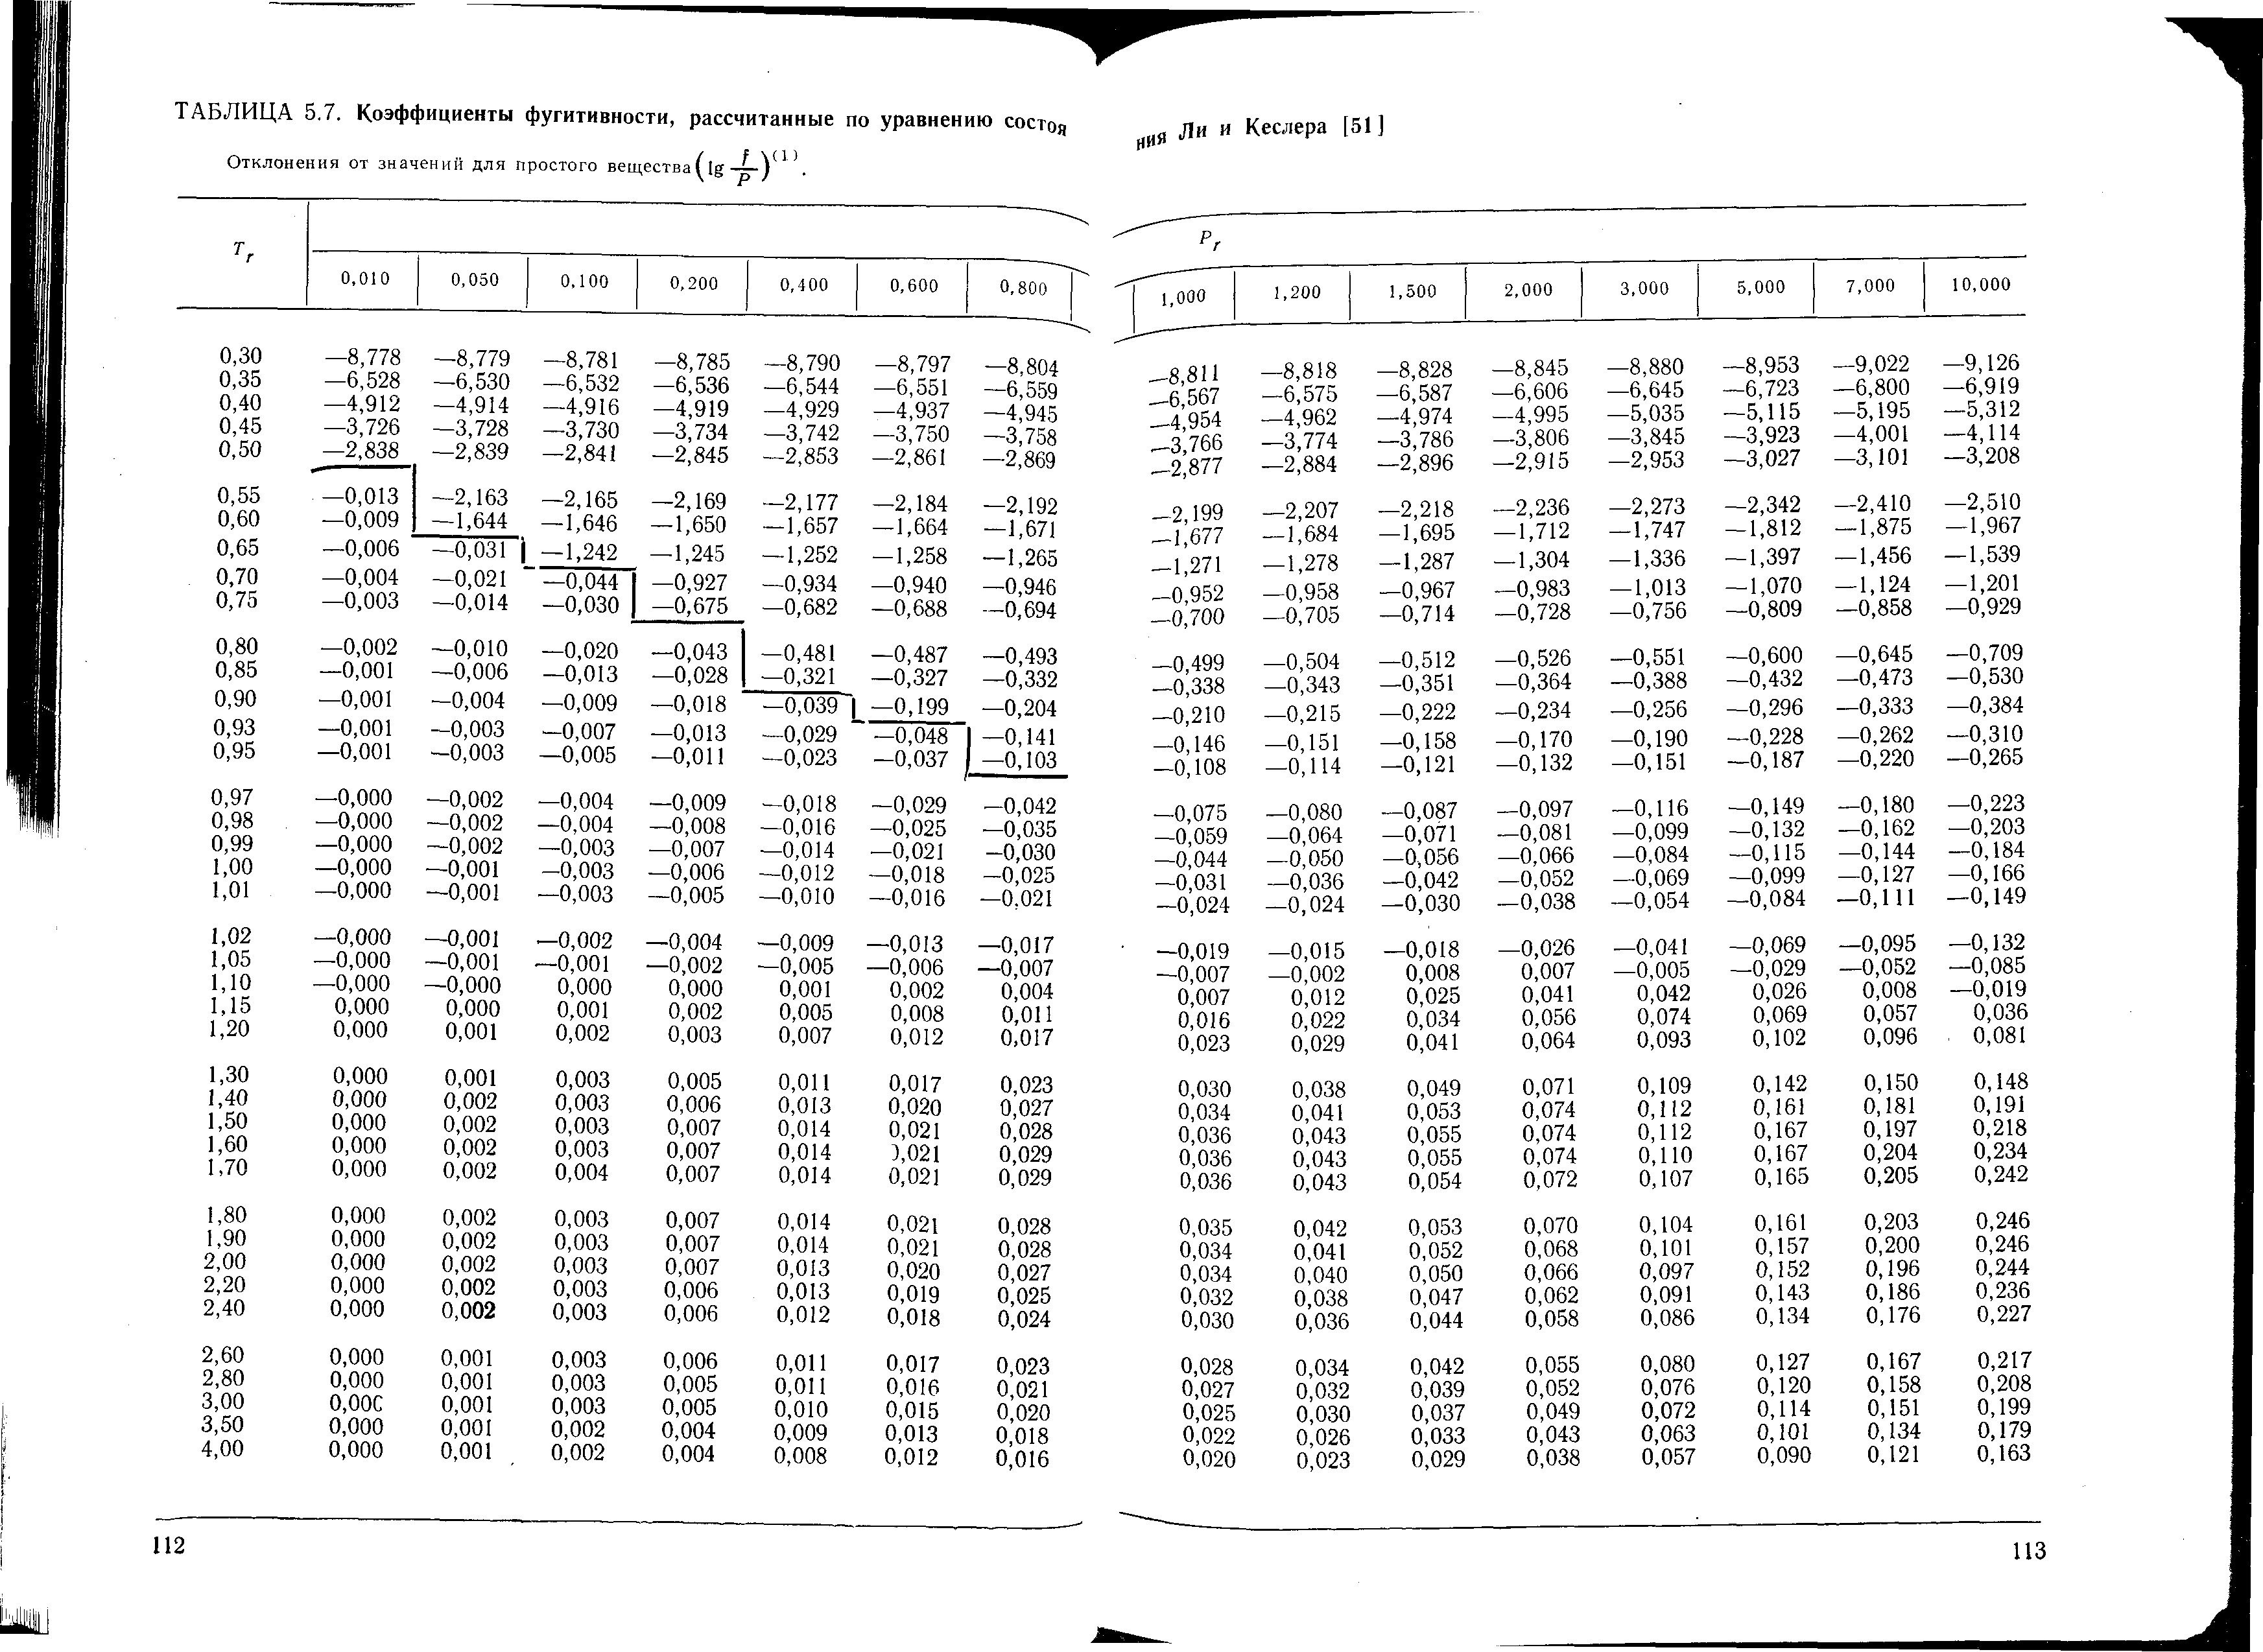 ТАБЛИЦА 5.7. Коэффициенты фугитивности, рассчитанные по уравнению состоя ния Ли и Кеслера [51]
Отклонения от значений для простого вещества (lg f/P)(1).
Tr Pr
0,010 0,050 0,100 0,200 0,400 0,600 0,800 1,000 1,200 1,500 2,000 3,000 5,000 7,000 10,000
0,30 —8,778 —8,779 —8,781 —8,785 —8,790 —8,797 —8,804 —8,811 —8,818 —8,828 —8,845 —8,880 —8,953 —9,022 —9,126
0,35 —6,528 —6,530 —6,532 —6,536 —6,544 —6,551 —6,559 —6,567 —6,575 —6,587 —6,606 —6,645 —6,723 —6,800 —6,919
0,40 —4,912 —4,914 —4,916 —4,919 —4,929 —4,937 —4,945 —4,954 —4,962 —4,974 —4,995 —5,035 —5,115 —5,195 —5,312
0,45 —3,726 —3,728 —3,730 —3,734 —3,742 —3,750 —3,758 —3,766 —3,774 —3,786 —3,806 —3,845 —3,923 —4,001 —4,114
0,50 —2,838 —2,839 —2,841 —2,845 —2,853 —2,861 —2,869 —2,877 —2,884 —2,896 —2,915 —2,953 —3,027 —3,101 —3,208
0,55 —0,013 —2,163 —2,165 —2,169 —2,177 —2,184 —2,192 —2,199 —2,207 —2,218 —2,236 —2,273 —2,342 —2,410 —2,510
0,60 —0,009 —1,644 —1,646 —1,650 —1,657 —1,664 —1,671 —1,677 —1,684 —1,695 —1,712 —1,747 —1,812 —1,875 —1,967
0,65 —0,006 —0,031 —1,242 —1,245 —1,252 —1,258 —1,265 —1,271 —1,278 —1,287 —1,304 —1,336 —1,397 —1,456 —1,539
0,70 —0,004 —0,021 —0,044 —0,927 —0,934 —0,940 —0,946 —0,952 —0,958 —0,967 —0,983 —1,013 —1,070 —1,124 —1,201
0,75 —0,003 —0,014 —0,030 —0,675 —0,682 —0,688 —0,694 —0,700 —0,705 —0,714 —0,728 —0,756 —0,809 —0,858 —0,929
0,80 —0,002 —0,010 —0,020 —0,043 —0,481 —0,487 —0,493 —0,499 —0,504 —0,512 —0,526 —0,551 —0,600 —0,645 —0,709
0,85 —0,001 —0,006 —0,013 —0,028 —0,321 —0,327 —0,332 —0,338 —0,343 —0,351 —0,364 —0,388 —0,432 —0,473 —0,530
0,90 —0,001 —0,004 —0,009 —0,018 —0,039 —0,199 —0,204 —0,210 —0,215 —0,222 —0,234 —0,256 —0,296 —0,333 —0,384
0,93 —0,001 —0,003 —0,007 —0,013 —0,029 —0,048 —0,141 —0,146 —0,151 —0,158 —0,170 —0,190 —0,228 —0,262 —0,310
0,95 —0,001 —0,003 —0,005 —0,011 —0,023 —0,037 —0,103 —0,108 —0,114 —0,121 —0,132 —0,151 —0,187 —0,220 —0,265
0,97 —0,000 —0,002 —0,004 —0,009 —0,018 —0,029 —0,042 —0,075 —0,080 —0,087 —0,097 —0,116 —0,149 —0,180 —0,223
0,98 —0,000 —0,002 —0,004 —0,008 —0,016 —0,025 —0,035 —0,059 —0,064 —0,071 —0,081 —0,099 —0,132 —0,162 —0,203
0,99 —0,000 —0,002 —0,003 —0,007 —0,014 —0,021 —0,030 —0,044 —0,050 —0,056 —0,066 —0,084 —0,115 —0,144 —0,184
1,00 —0,000 —0,001 —0,003 —0,006 —0,012 —0,018 —0,025 —0,031 —0,036 —0,042 —0,052 —0,069 —0,099 —0,127 —0,166
1,01 —0,000 —0,001 —0,003 —0,005 —0,010 —0,016 —0,021 —0,024 —0,024 —0,030 —0,038 —0,054 —0,084 —0,111 —0,149
1,02 —0,000 —0,001 —0,002 —0,004 —0,009 —0,013 —0,017 —0,019 —0,015 —0,018 —0,026 —0,041 —0,069 —0,095 —0,132
1,05 —0,000 —0,001 —0,001 —0,002 —0,005 —0,006 —0,007 —0,007 —0,002 0,008 0,007 —0,005 —0,029 —0,052 —0,085
1,10 —0,000 —0,000 0,000 0,000 0,001 0,002 0,004 0,007 0,012 0,025 0,041 0,042 0,026 0,008 —0,019
1,15 0,000 0,000 0,001 0,002 0,005 0,008 0,011 0,016 0,022 0,034 0,056 0,074 0,069 0,057 0,036
1,20 0,000 0,001 0,002 0,003 0,007 0,012 0,017 0,023 0,029 0,041 0,064 0,093 0,102 0,096 0,081
1,30 0,000 0,001 0,003 0,005 0,011 0,017 0,023 0,030 0,038 0,049 0,071 0,109 0,142 0,150 0,148
1,40 0,000 0,002 0,003 0,006 0,013 0,020 0,027 0,034 0,041 0,053 0,074 0,112 0,161 0,181 0,191
1,50 0,000 0,002 0,003 0,007 0,014 0,021 0,028 0,036 0,043 0,055 0,074 0,112 0,167 0,197 0,218
1,60 0,000 0,002 0,003 0,007 0,014 0,021 0,029 0,036 0,043 0,055 0,074 0,110 0,167 0,204 0,234
1,70 0,000 0,002 0,004 0,007 0,014 0,021 0,029 0,036 0,043 0,054 0,072 0,107 0,165 0,205 0,242
1,80 0,000 0,002 0,003 0,007 0,014 0,021 0,028 0,035 0,042 0,053 0,070 0,104 0,161 0,203 0,246
1,90 0,000 0,002 0,003 0,007 0,014 0,021 0,028 0,034 0,041 0,052 0,068 0,101 0,157 0,200 0,246
2,00 0,000 0,002 0,003 0,007 0,013 0,020 0,027 0,034 0,040 0,050 0,066 0,097 0,152 0,196 0,244
2,20 0,000 0,002 0,003 0,006 0,013 0,019 0,025 0,032 0,038 0,047 0,062 0,091 0,143 0,186 0,236
2,40 0,000 0,002 0,003 0,006 0,012 0,018 0,024 0,030 0,036 0,044 0,058 0,086 0,134 0,176 0,227
2,60 0,000 0,001 0,003 0,006 0,011 0,017 0,023 0,028 0,034 0,042 0,055 0,080 0,127 0,167 0,217
2,80 0,000 0,001 0,003 0,005 0,011 0,016 0,021 0,027 0,032 0,039 0,052 0,076 0,120 0,158 0,208
3,00 0,000 0,001 0,003 0,005 0,010 0,015 0,020 0,025 0,030 0,037 0,049 0,072 0,114 0,151 0,199
3,50 0,000 0,001 0,002 0,004 0,009 0,013 0,018 0,022 0,026 0,033 0,043 0,063 0,101 0,134 0,179
4,00 0,000 0,001 0,002 0,004 0,008 0,012 0,016 0,020 0,023 0,029 0,038 0,057 0,090 0,121 0,163
112 113